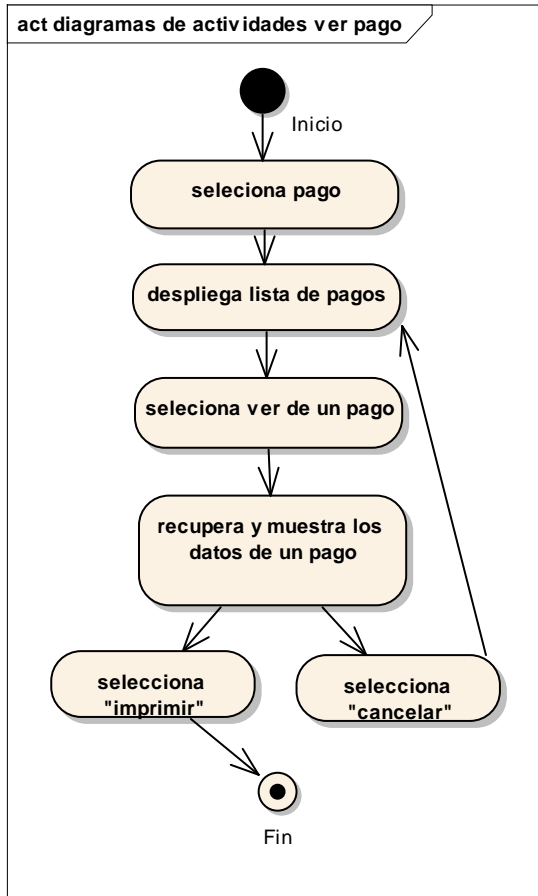 act diagramas de actividades ver pago
Inicio
seleciona pago
despliega lista de pagos
seleciona ver de un pago
recupera y muestra los
datos de un pago
selecciona
"imprimir"
selecciona
"cancelar"
Fin